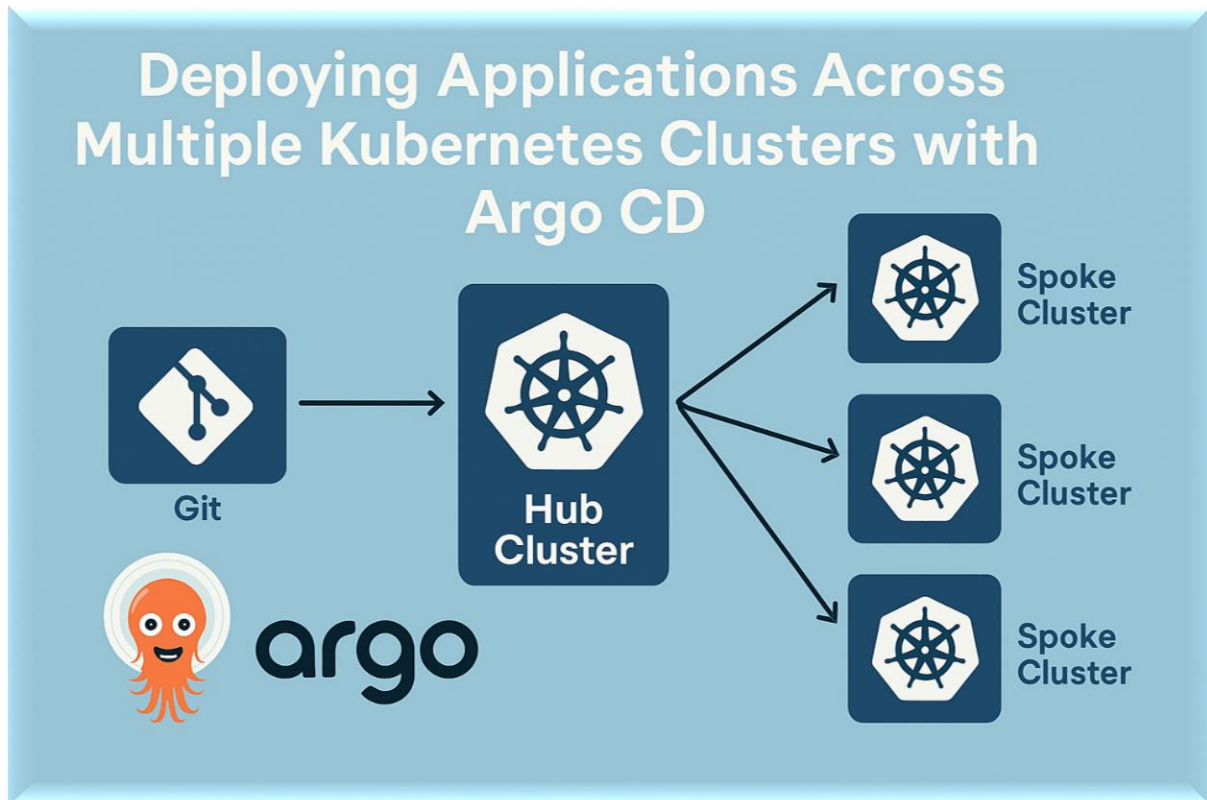 Deploying Applications Across
Multiple Kubernetes Clusters with
Argo CD
Git
Hub
Cluster
Spoke
Cluster
Spoke
Cluster
Spoke
Cluster
argo